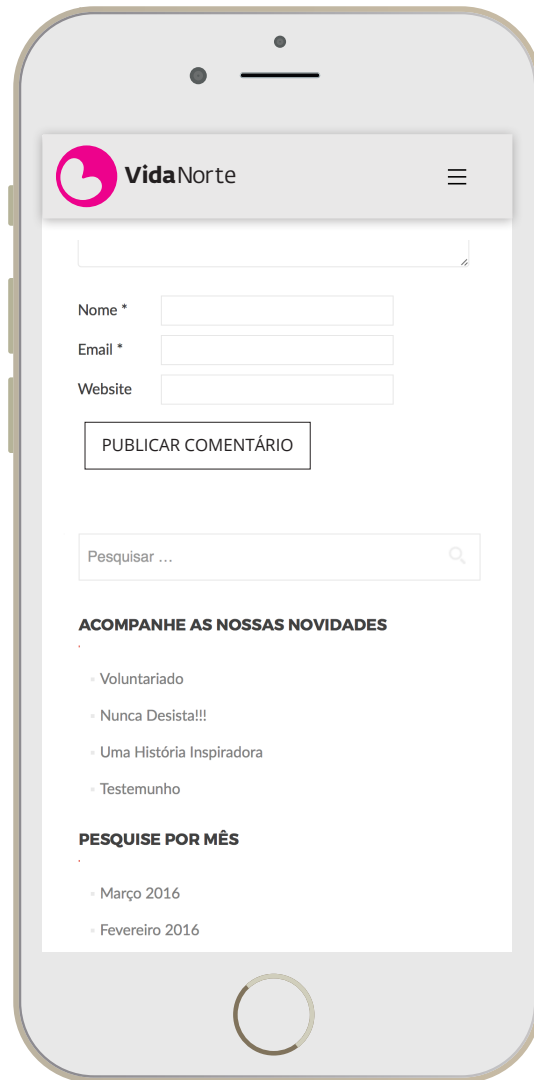 VidaNorte
Nome *
Email *
Website
PUBLICAR COMENTÁRIO
Pesquisar ...
ACOMPANHE AS NOSSAS NOVIDADES
Voluntariado
Nunca Desista!!!
Uma História Inspiradora
Testemunho
PESQUISE POR MÊS
Março 2016
Fevereiro 2016